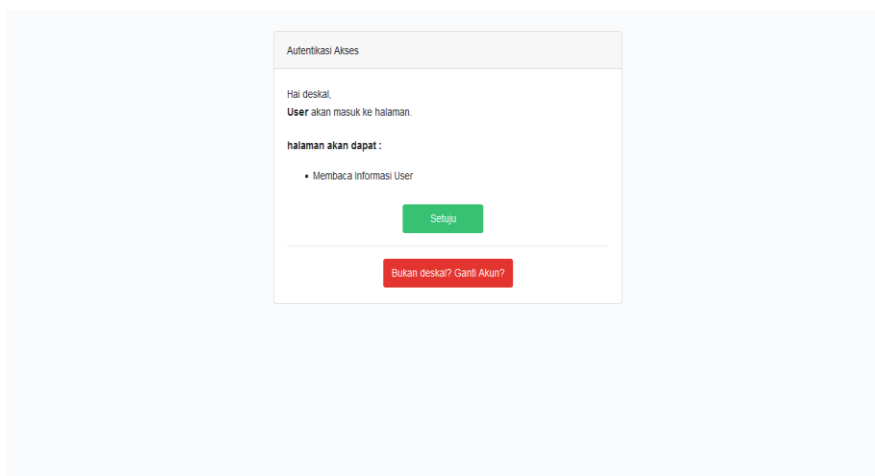 Autentikasi Akses
Hai deskal,
User akan masuk ke halaman.
halaman akan dapat :
• Membaca Informasi User
Setuju
Bukan deskal? Ganti Akun?